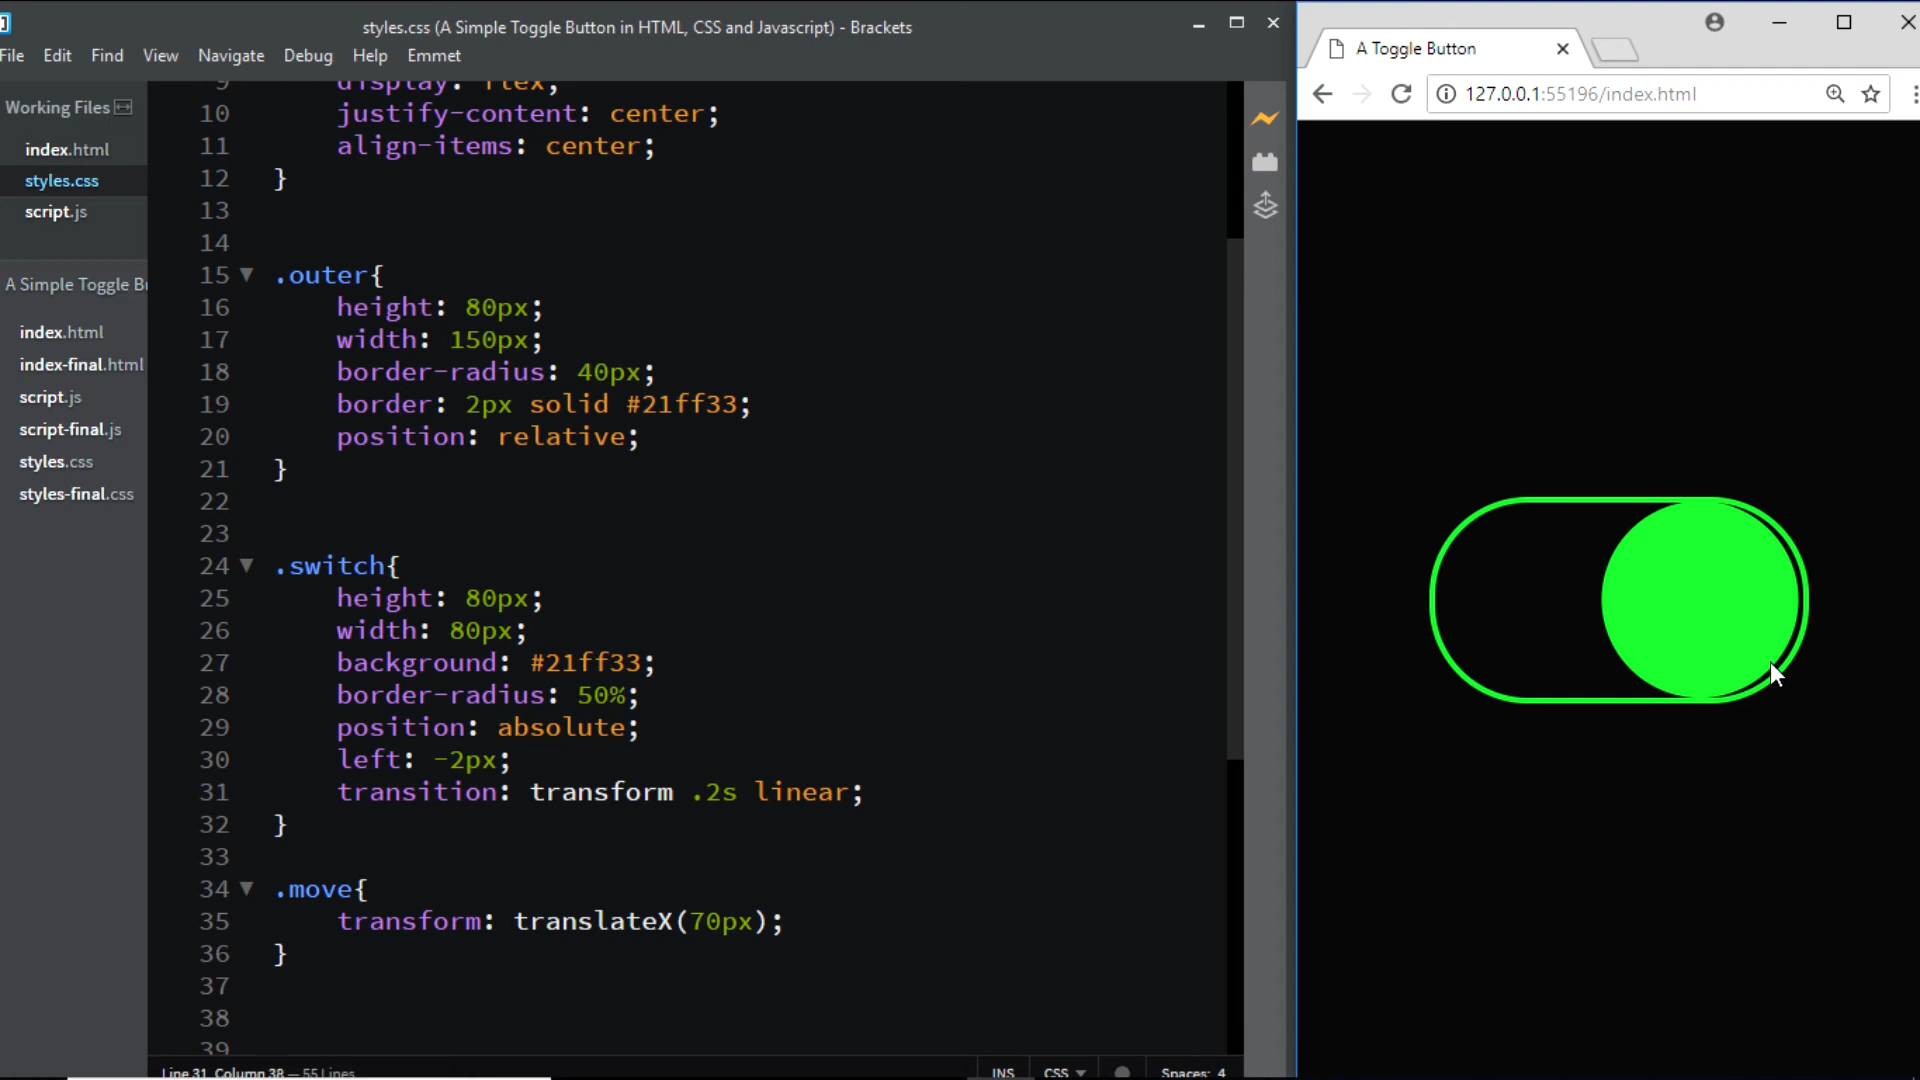 styles.css (A Simple Toggle Button in HTML, CSS and Javascript) - Brackets
File Edit Find View Navigate Debug Help Emmet
Working Files
index.html
styles.css
script.js
A Simple Toggle Bu
index.html
index-final.html
script.js
script-final.js
styles.css
styles-final.css
9 display: flex;
10 justify-content: center;
11 align-items: center;
12 }
13
14
15 .outer{
16 height: 80px;
17 width: 150px;
18 border-radius: 40px;
19 border: 2px solid #21ff33;
20 position: relative;
21 }
22
23
24 .switch{
25 height: 80px;
26 width: 80px;
27 background: #21ff33;
28 border-radius: 50%;
29 position: absolute;
30 left: -2px;
31 transition: transform .2s linear;
32 }
33
34 .move{
35 transform: translateX(70px);
36 }
37
38
39
Line 31, Column 38 — 55 Lines
INS CSS Spaces: 4
A Toggle Button
127.0.0.1:55196/index.html